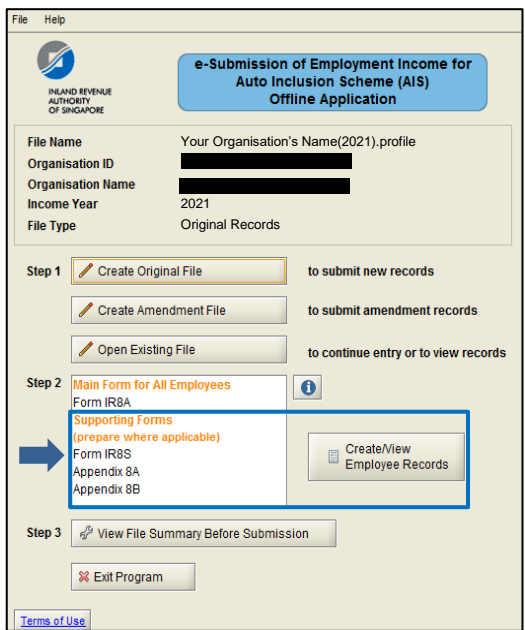 File Help
INLAND REVENUE
AUTHORITY
OF SINGAPORE
e-Submission of Employment Income for
Auto Inclusion Scheme (AIS)
Offline Application
File Name Your Organisation's Name(2021).profile
Organisation ID
Organisation Name
Income Year 2021
File Type Original Records
Step 1 Create Original File to submit new records
Create Amendment File to submit amendment records
Open Existing File to continue entry or to view records
Step 2 Main Form for All Employees
Form IR8A
Supporting Forms
(prepare where applicable)
Form IR8S
Appendix 8A
Appendix 8B
Create/View
Employee Records
Step 3 View File Summary Before Submission
Exit Program
Terms of Use